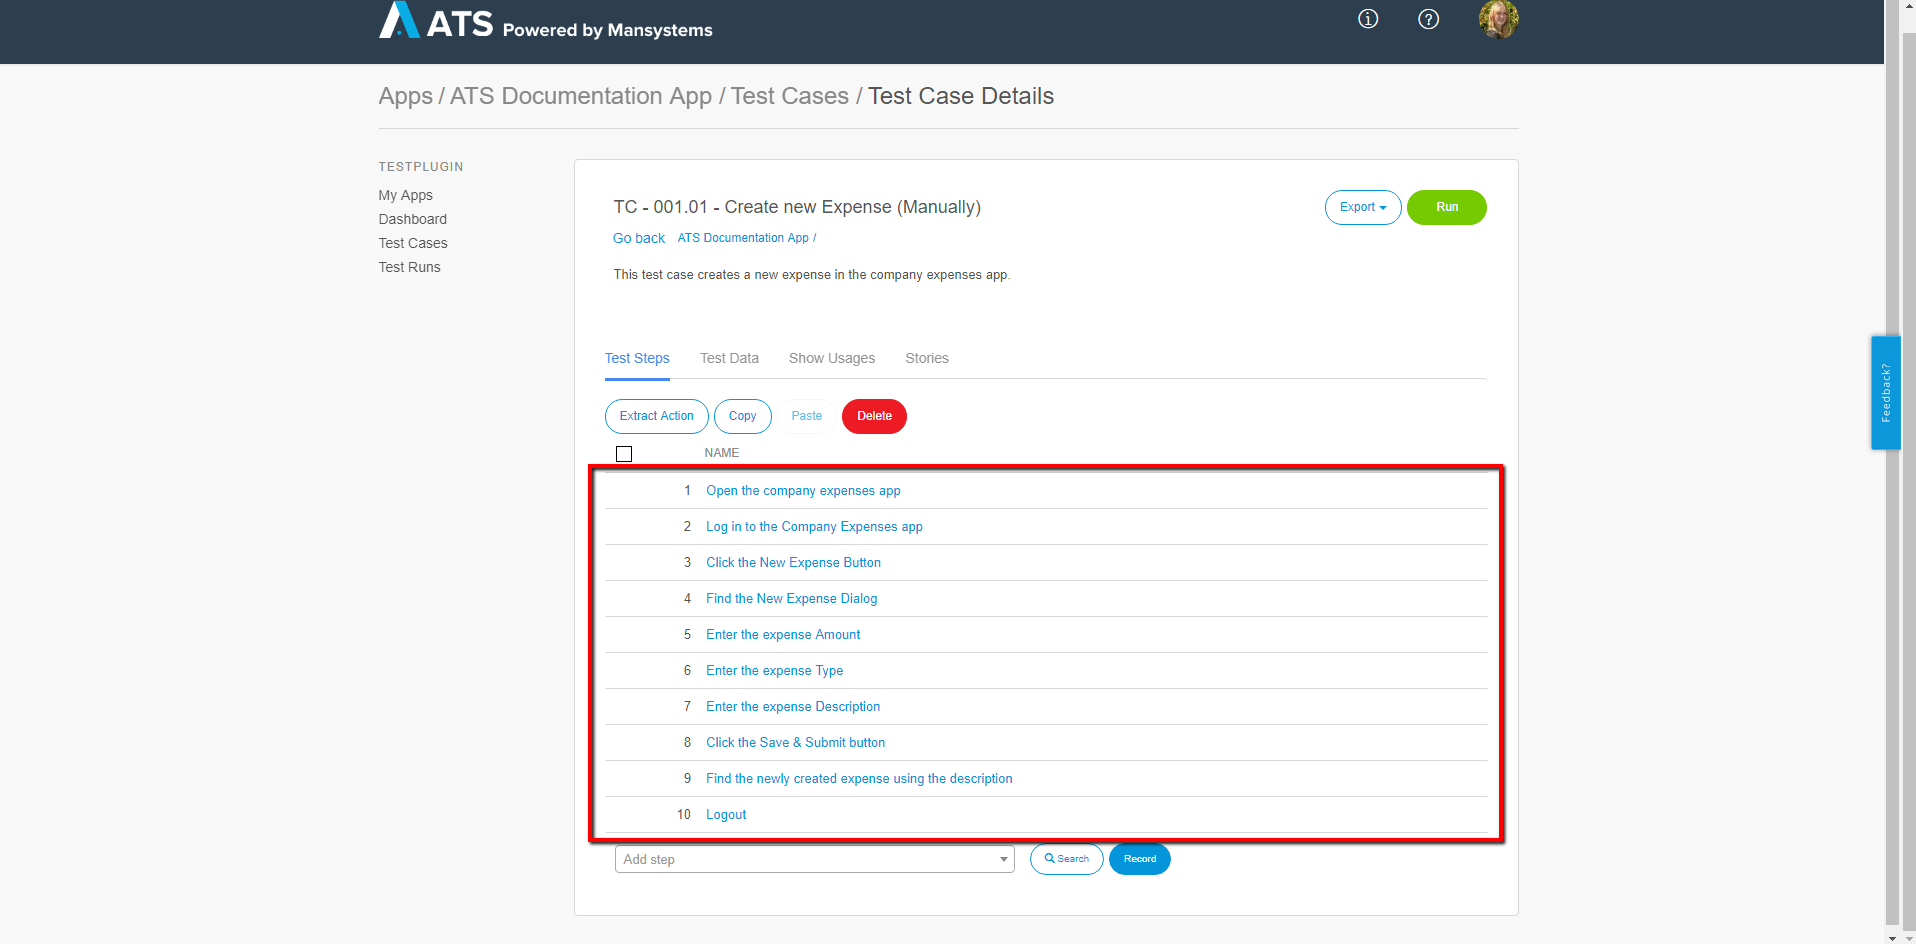 ATS Powered by Mansystems
Apps / ATS Documentation App / Test Cases / Test Case Details
TESTPLUGIN
My Apps
Dashboard
Test Cases
Test Runs
TC - 001.01 - Create new Expense (Manually)
Export
Run
Go back ATS Documentation App /
This test case creates a new expense in the company expenses app.
Test Steps Test Data Show Usages Stories
Extract Action Copy Paste Delete
NAME
1 Open the company expenses app
2 Log in to the Company Expenses app
3 Click the New Expense Button
4 Find the New Expense Dialog
5 Enter the expense Amount
6 Enter the expense Type
7 Enter the expense Description
8 Click the Save & Submit button
9 Find the newly created expense using the description
10 Logout
Add step Search Record
Feedback?